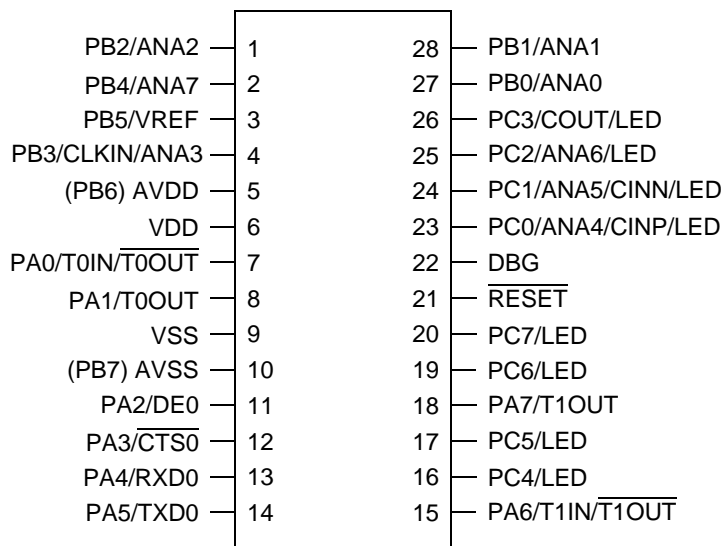 PB2/ANA2 1 28 PB1/ANA1
PB4/ANA7 2 27 PB0/ANA0
PB5/VREF 3 26 PC3/COUT/LED
PB3/CLKIN/ANA3 4 25 PC2/ANA6/LED
(PB6) AVDD 5 24 PC1/ANA5/CINN/LED
VDD 6 23 PC0/ANA4/CINP/LED
PA0/T0IN/T̅0̅O̅U̅T̅ 7 22 DBG
PA1/T0OUT 8 21 R̅E̅S̅E̅T̅
VSS 9 20 PC7/LED
(PB7) AVSS 10 19 PC6/LED
PA2/DE0 11 18 PA7/T1OUT
PA3/C̅T̅S̅0̅ 12 17 PC5/LED
PA4/RXD0 13 16 PC4/LED
PA5/TXD0 14 15 PA6/T1IN/T̅1̅O̅U̅T̅